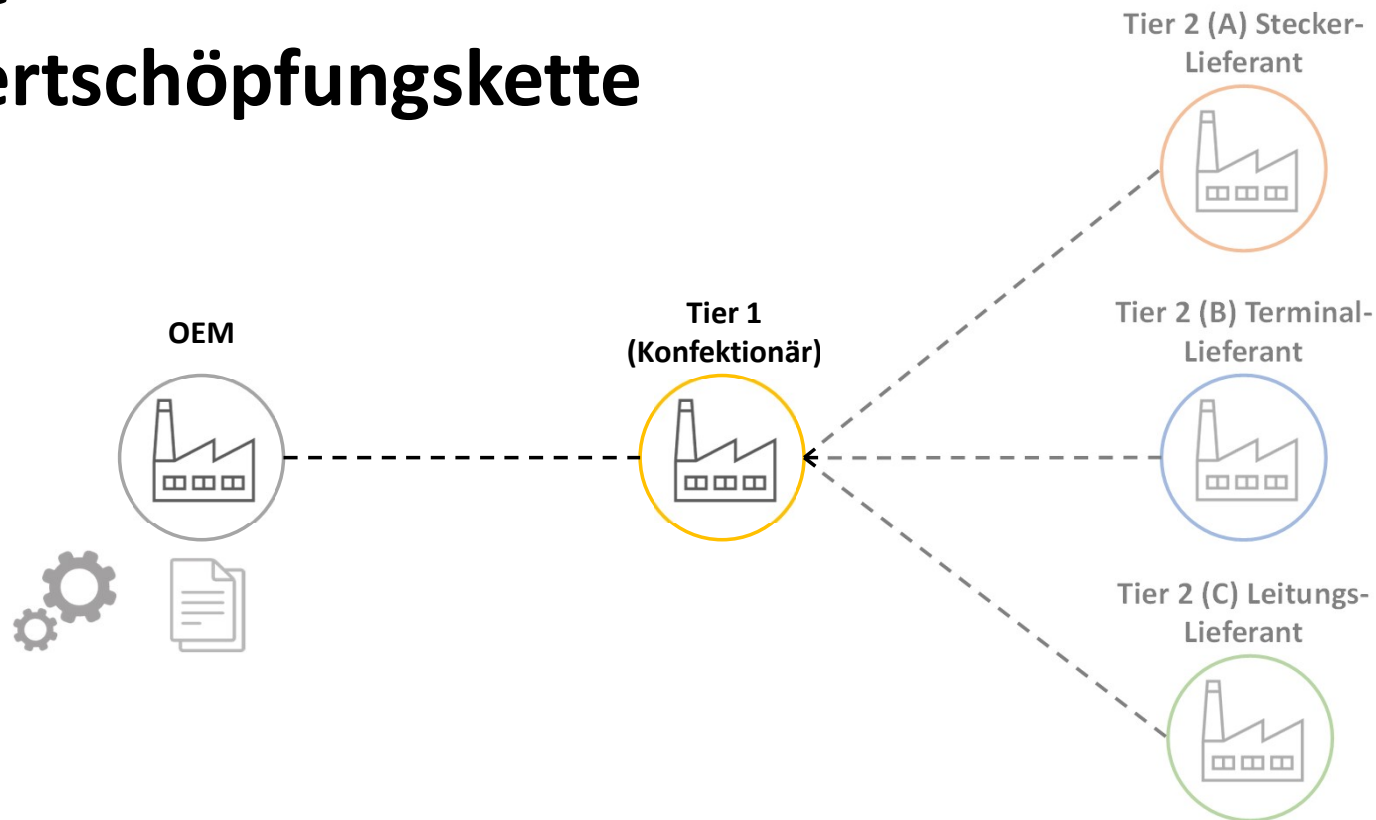 ertschöpfungskette
Tier 2 (A) Stecker-
Lieferant
OEM
Tier 1
(Konfektionär)
Tier 2 (B) Terminal-
Lieferant
Tier 2 (C) Leitungs-
Lieferant